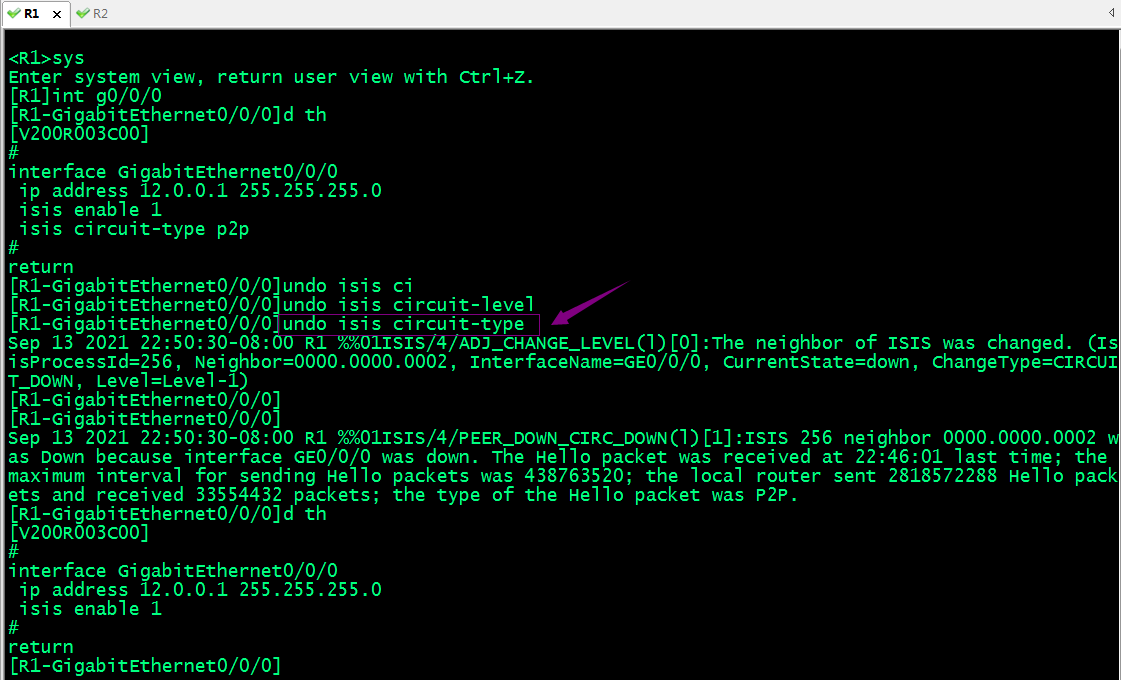 R1
R2
<R1>sys
Enter system view, return user view with Ctrl+Z.
[R1]int g0/0/0
[R1-GigabitEthernet0/0/0]d th
[V200R003C00]
#
interface GigabitEthernet0/0/0
 ip address 12.0.0.1 255.255.255.0
 isis enable 1
 isis circuit-type p2p
#
return
[R1-GigabitEthernet0/0/0]undo isis ci
[R1-GigabitEthernet0/0/0]undo isis circuit-level
[R1-GigabitEthernet0/0/0]undo isis circuit-type
Sep 13 2021 22:50:30-08:00 R1 %%01ISIS/4/ADJ_CHANGE_LEVEL(l)[0]:The neighbor of ISIS was changed. (Is
isProcessId=256, Neighbor=0000.0000.0002, InterfaceName=GE0/0/0, CurrentState=down, ChangeType=CIRCUI
T_DOWN, Level=Level-1)
[R1-GigabitEthernet0/0/0]
[R1-GigabitEthernet0/0/0]
Sep 13 2021 22:50:30-08:00 R1 %%01ISIS/4/PEER_DOWN_CIRC_DOWN(l)[1]:ISIS 256 neighbor 0000.0000.0002 w
as Down because interface GE0/0/0 was down. The Hello packet was received at 22:46:01 last time; the
maximum interval for sending Hello packets was 438763520; the local router sent 2818572288 Hello pack
ets and received 33554432 packets; the type of the Hello packet was P2P.
[R1-GigabitEthernet0/0/0]d th
[V200R003C00]
#
interface GigabitEthernet0/0/0
 ip address 12.0.0.1 255.255.255.0
 isis enable 1
#
return
[R1-GigabitEthernet0/0/0]